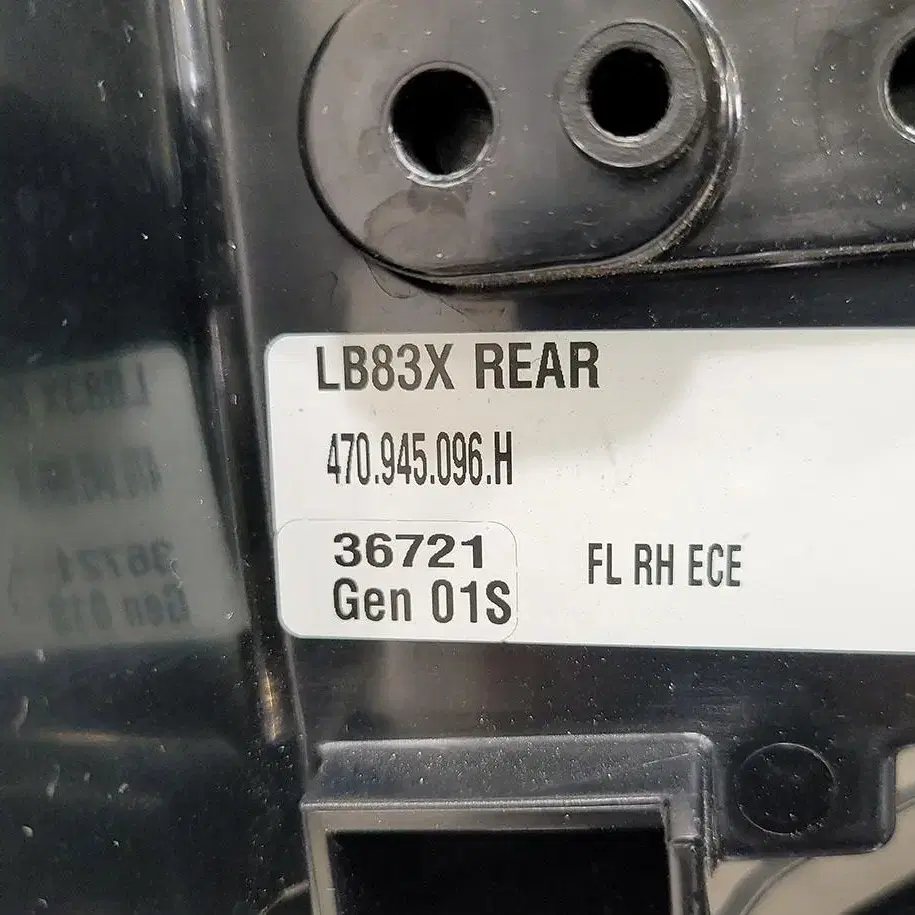 LB83X REAR
470.945.096.H
36721
Gen 01S
FL RH ECE